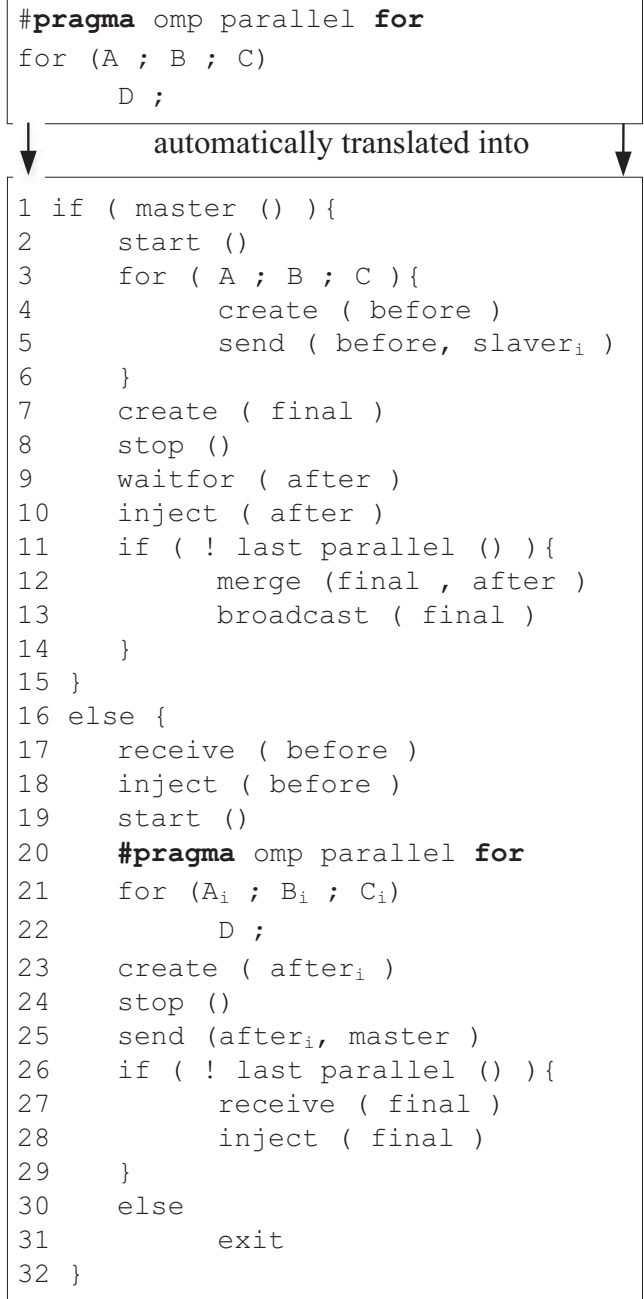 #pragma omp parallel for
for (A ; B ; C)
D ;
automatically translated into
1 if ( master () ){
2 start ()
3 for ( A ; B ; C ){
4 create ( before )
5 send ( before, slaverᵢ )
6 }
7 create ( final )
8 stop ()
9 waitfor ( after )
10 inject ( after )
11 if ( ! last parallel () ){
12 merge (final , after )
13 broadcast ( final )
14 }
15 }
16 else {
17 receive ( before )
18 inject ( before )
19 start ()
20 #pragma omp parallel for
21 for (Aᵢ ; Bᵢ ; Cᵢ)
22 D ;
23 create ( afterᵢ )
24 stop ()
25 send (afterᵢ, master )
26 if ( ! last parallel () ){
27 receive ( final )
28 inject ( final )
29 }
30 else
31 exit
32 }